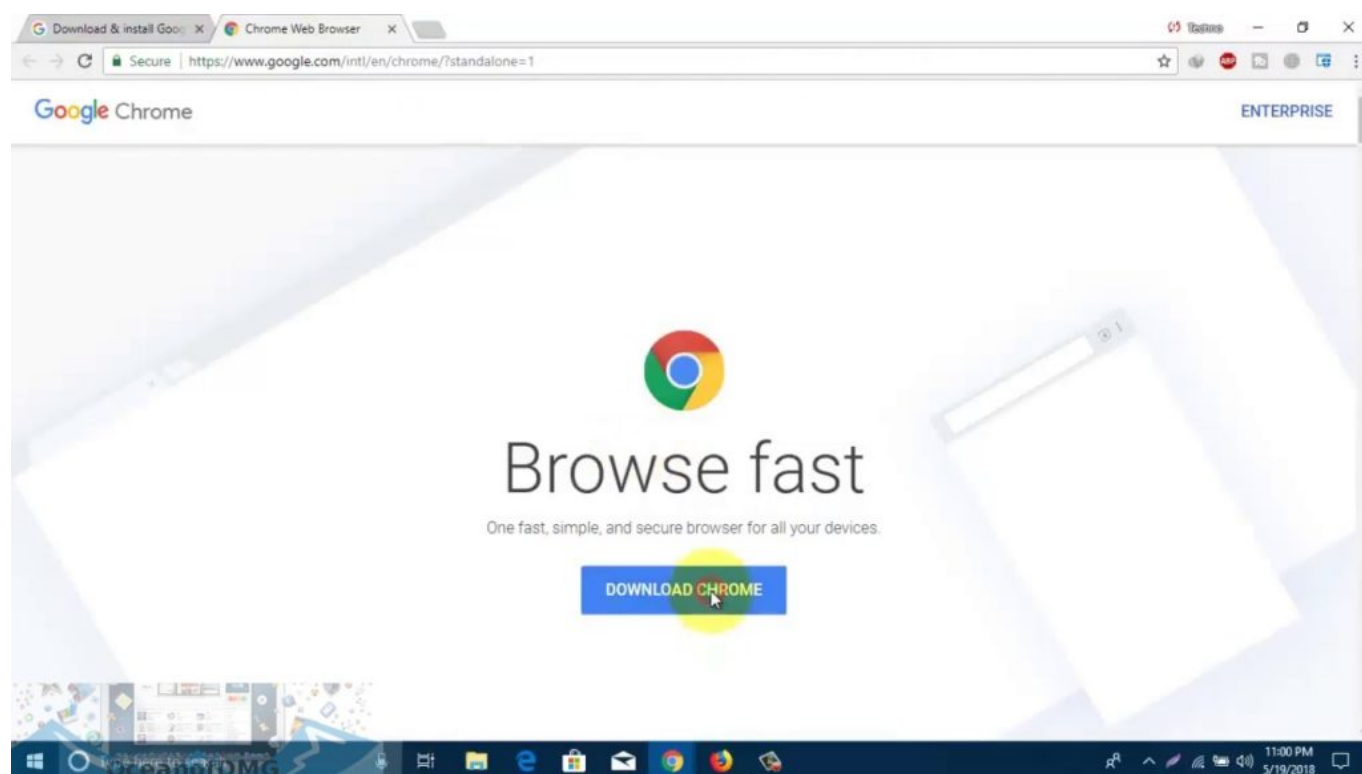 Download & install Goo
Chrome Web Browser
Secure
https://www.google.com/intl/en/chrome/?standalone=1
ABP
Google Chrome
ENTERPRISE
Browse fast
One fast, simple, and secure browser for all your devices.
DOWNLOAD CHROME
OceanofDMG
11:00 PM
5/19/2018